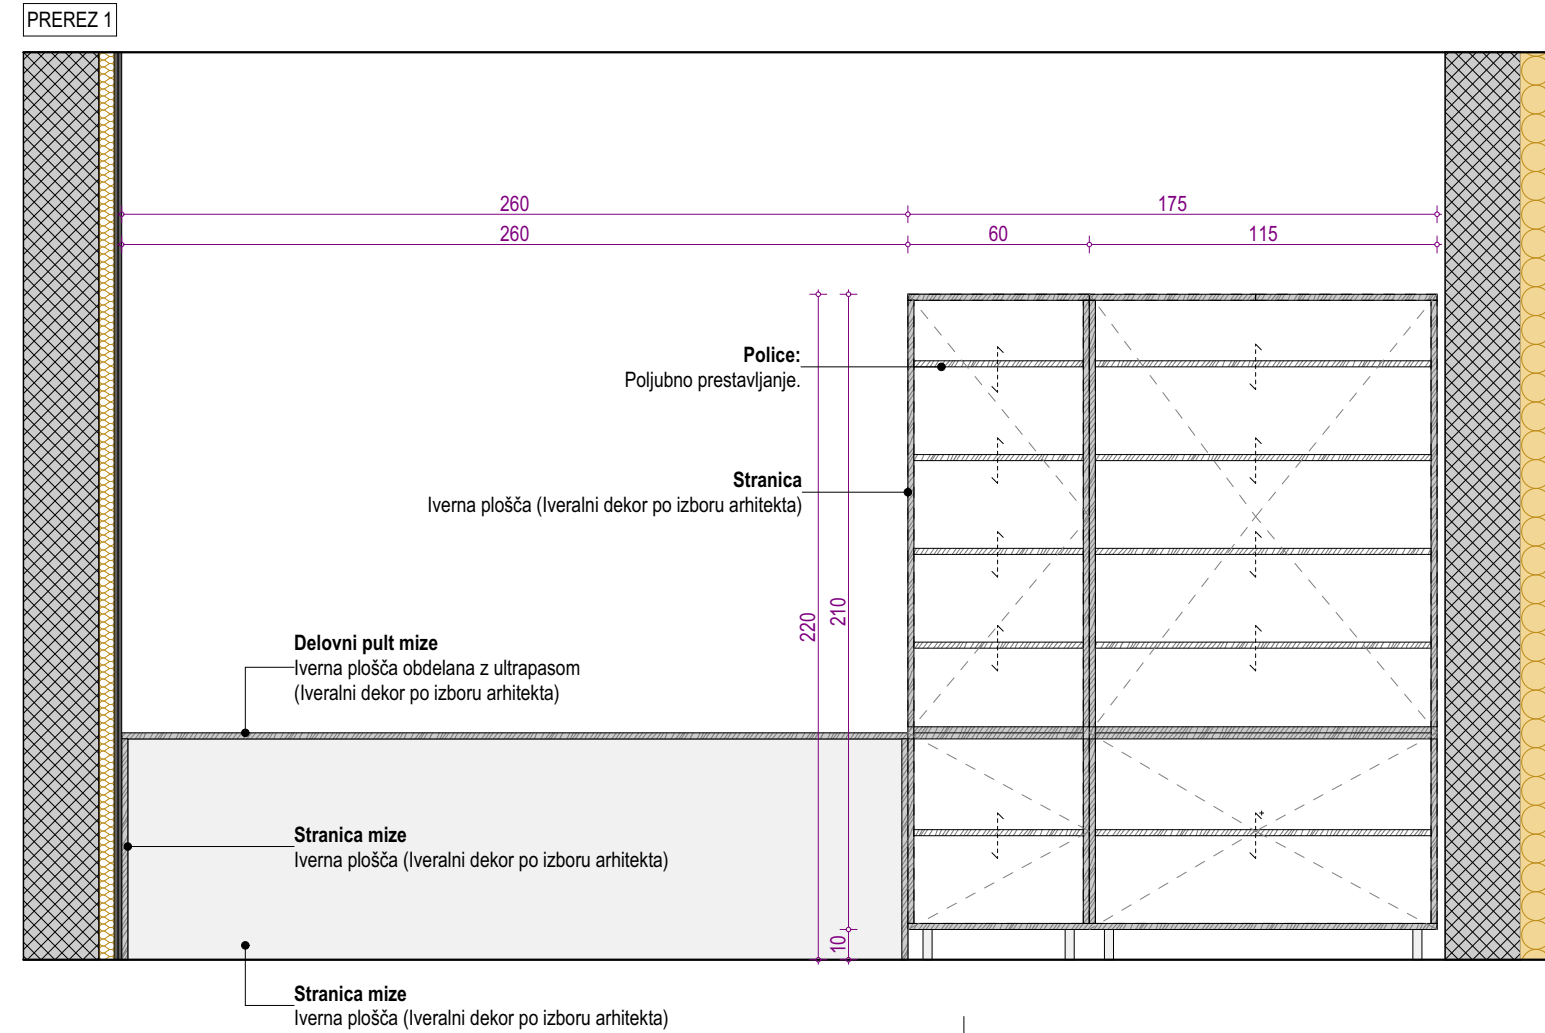 PREREZ 1
260
175
260
60
115
Police:
Poljubno prestavljanje.
Stranica
Iverna plošča (Iveralni dekor po izboru arhitekta)
220
210
Delovni pult mize
Iverna plošča obdelana z ultrapasom
(Iveralni dekor po izboru arhitekta)
Stranica mize
Iverna plošča (Iveralni dekor po izboru arhitekta)
10
Stranica mize
Iverna plošča (Iveralni dekor po izboru arhitekta)